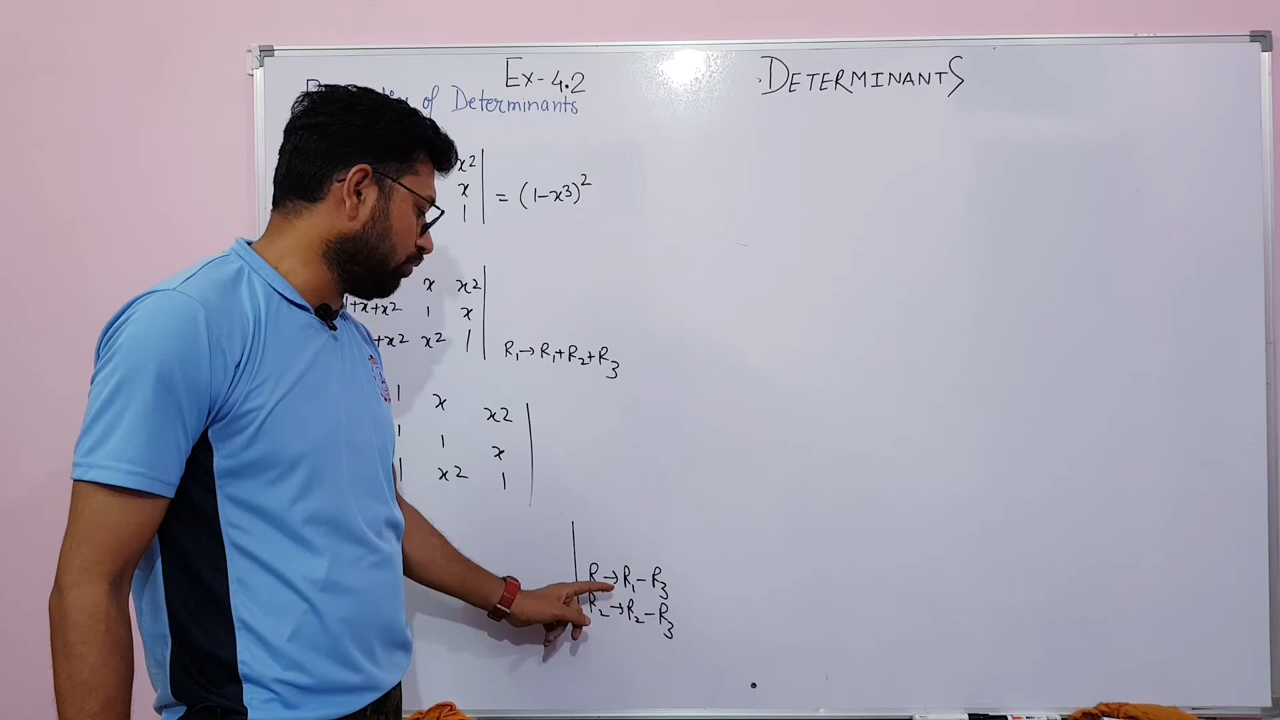 Ex-4.2
DETERMINANTS
of Determinants
x2
x = (1-x3)2
1
x x2
1+x+x2 1 x
+x2 x2 1
R1→R1+R2+R3
1 x x2
1 1 x
1 x2 1
R→R1-R3
R2→R2-R3